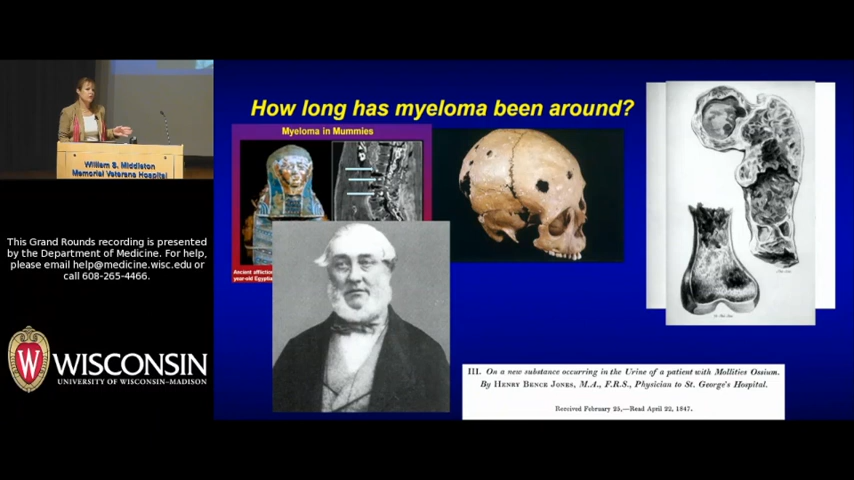 How long has myeloma been around?
Myeloma in Mummies
Ancient afflic
year-old Egyptia
William S. Middleton
Memorial Veterans Hospital
This Grand Rounds recording is presented
by the Department of Medicine. For help,
please email help@medicine.wisc.edu or
call 608-265-4466.
W
WISCONSIN
UNIVERSITY OF WISCONSIN–MADISON
III. On a new substance occurring in the Urine of a patient with Mollities Ossium.
By HENRY BENCE JONES, M.A., F.R.S., Physician to St. George's Hospital.
Received February 25,—Read April 22, 1847.